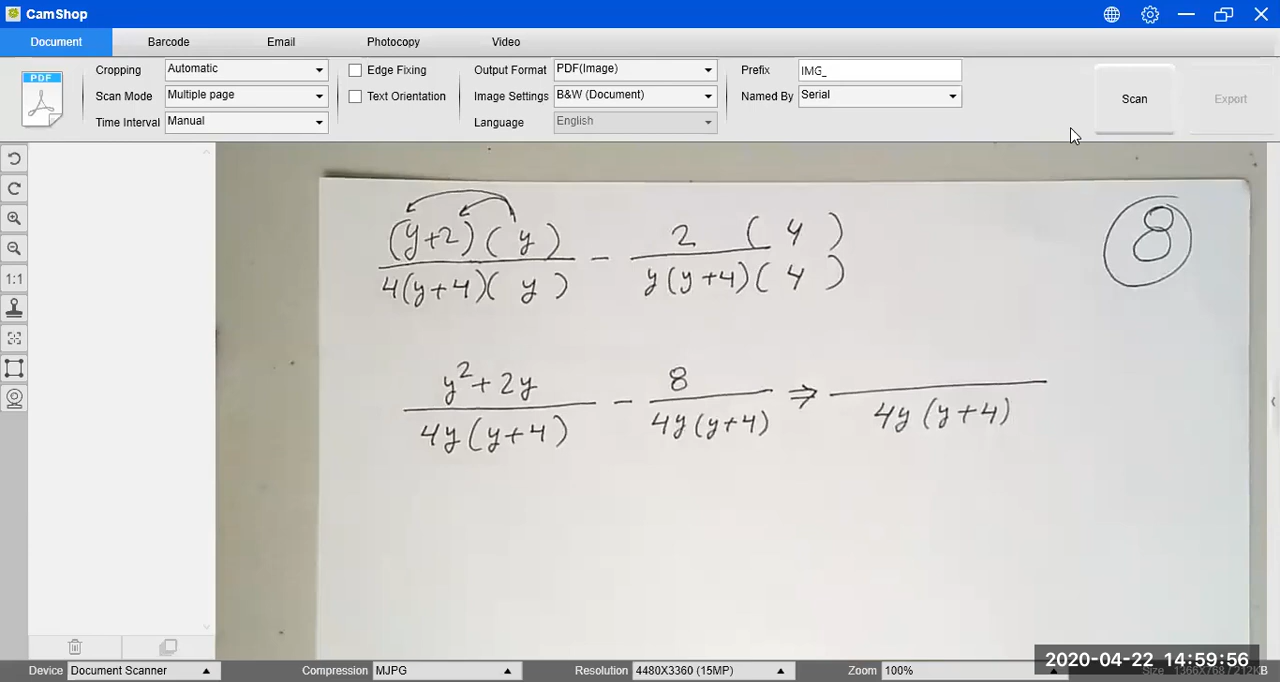 CamShop
Document Barcode Email Photocopy Video
Cropping Automatic Edge Fixing Output Format PDF(Image) Prefix IMG_
PDF Scan Mode Multiple page Text Orientation Image Settings B&W (Document) Named By Serial Scan Export
Time Interval Manual Language English
1:1
(y+2)(y) 2 (4)
— − —
4(y+4)(y) y(y+4)(4)
8
y²+2y 8
— − — ⇒ —
4y(y+4) 4y(y+4) 4y(y+4)
Device Document Scanner Compression MJPG Resolution 4480X3360 (15MP) Zoom 100%
2020-04-22 14:59:56